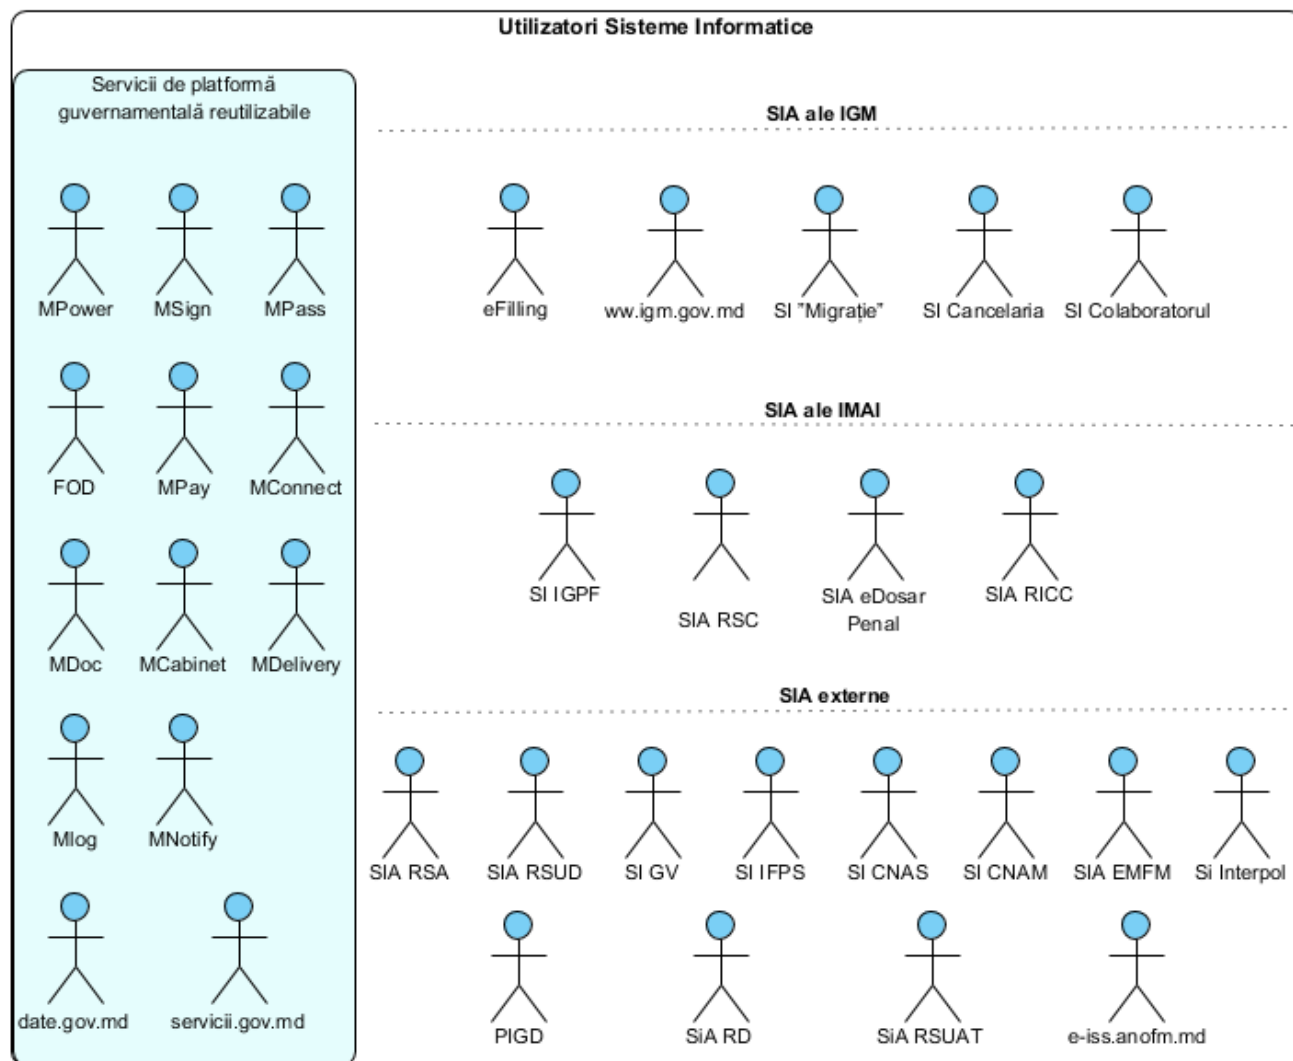 Utilizatori Sisteme Informatice
Servicii de platformă
guvernamentală reutilizabile
MPower
MSign
MPass
FOD
MPay
MConnect
MDoc
MCabinet
MDelivery
Mlog
MNotify
date.gov.md
servicii.gov.md
SIA ale IGM
eFilling
ww.igm.gov.md
SI "Migrație"
SI Cancelaria
SI Colaboratorul
SIA ale IMAI
SI IGPF
SIA RSC
SIA eDosar
Penal
SIA RICC
SIA externe
SIA RSA
SIA RSUD
SI GV
SI IFPS
SI CNAS
SI CNAM
SIA EMFM
Si Interpol
PIGD
SiA RD
SiA RSUAT
e-iss.anofm.md